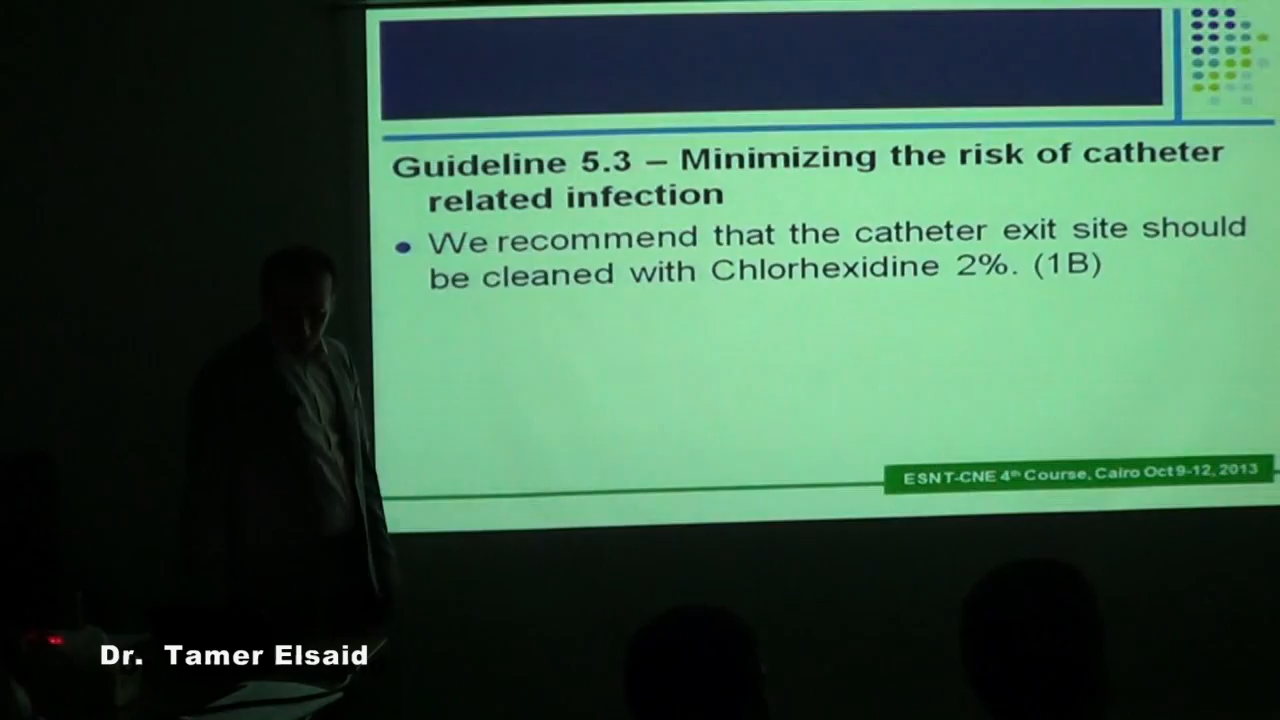 Guideline 5.3 – Minimizing the risk of catheter
related infection
• We recommend that the catheter exit site should
be cleaned with Chlorhexidine 2%. (1B)
ESNT-CNE 4th Course, Cairo Oct 9-12, 2013
Dr. Tamer Elsaid